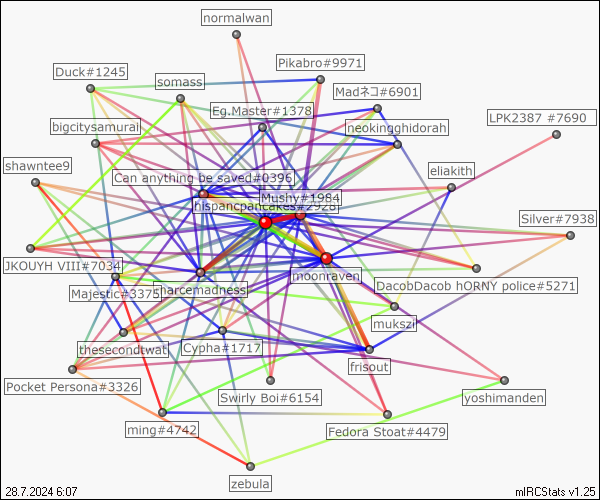 normalwan
Pikabro#9971
Duck#1245
somass
Madネコ#6901
Eg.Master#1378
LPK2387 #7690
bigcitysamurai
neokingghidorah
shawntee9
eliakith
Can anything be saved#0396
Mushy#1984
hispancpancakes#2928
Silver#7938
JKOUYH VIII#7034
moomraven
Majestic#3375
harcemadness
DacobDacob hORNY police#5271
mukszi
thesecondtwat
Cypha#1717
frisout
Pocket Persona#3326
Swirly Boi#6154
yoshimanden
ming#4742
Fedora Stoat#4479
zebula
28.7.2024 6:07
mIRCStats v1.25